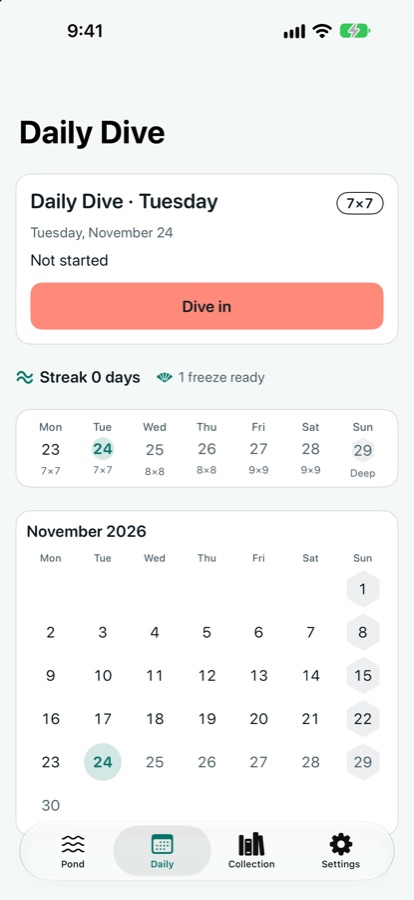 9:41
Daily Dive
Daily Dive · Tuesday 7×7
Tuesday, November 24
Not started
Dive in
Streak 0 days 1 freeze ready
Mon Tue Wed Thu Fri Sat Sun
23 24 25 26 27 28 29
7×7 7×7 8×8 8×8 9×9 9×9 Deep
November 2026
Mon Tue Wed Thu Fri Sat Sun
1
2 3 4 5 6 7 8
9 10 11 12 13 14 15
16 17 18 19 20 21 22
23 24 25 26 27 28 29
30
Pond Daily Collection Settings